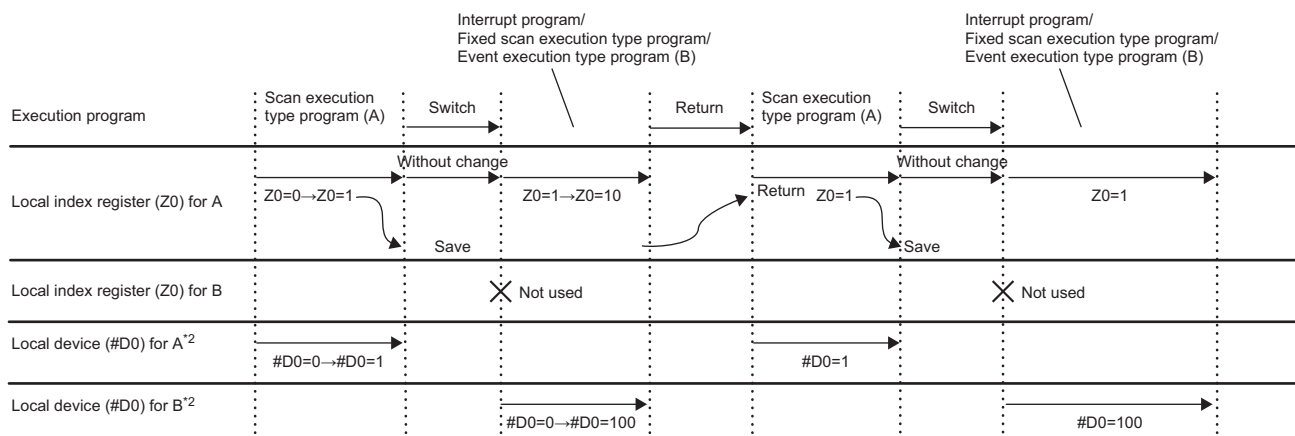 Interrupt program/
Fixed scan execution type program/
Event execution type program (B)
Interrupt program/
Fixed scan execution type program/
Event execution type program (B)
Execution program
Scan execution
type program (A)
Switch
Return
Scan execution
type program (A)
Switch
Local index register (Z0) for A
Without change
Without change
Z0=0→Z0=1
Z0=1→Z0=10
Return
Z0=1
Z0=1
Save
Save
Local index register (Z0) for B
Not used
Not used
Local device (#D0) for A*2
#D0=0→#D0=1
#D0=1
Local device (#D0) for B*2
#D0=0→#D0=100
#D0=100